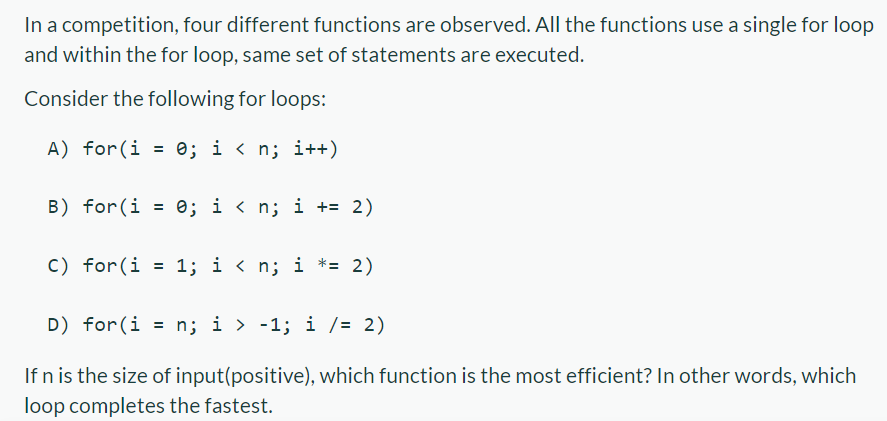 In a competition, four different functions are observed. All the functions use a single for loop
and within the for loop, same set of statements are executed.
Consider the following for loops:
A) for(i = 0; i < n; i++)
B) for(i = 0; i < n; i += 2)
C) for(i = 1; i < n; i *= 2)
D) for(i = n; i > -1; i /= 2)
If n is the size of input(positive), which function is the most efficient? In other words, which
loop completes the fastest.